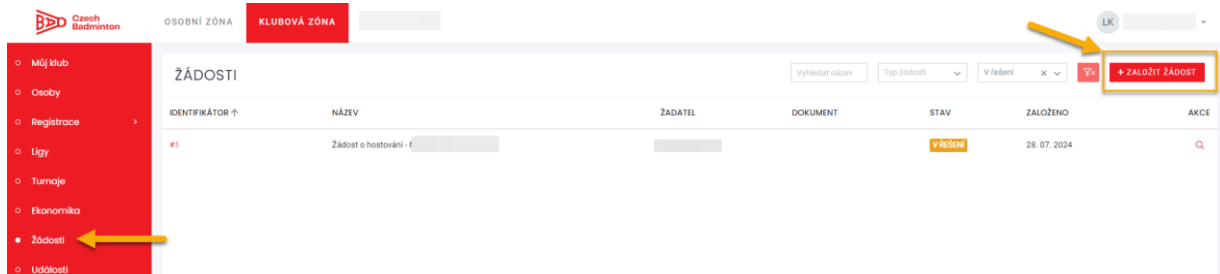 Czech
Badminton
OSOBNÍ ZÓNA
KLUBOVÁ ZÓNA
LK
Můj klub
Osoby
Registrace
Ligy
Turnaje
Ekonomika
Žádosti
Události
ŽÁDOSTI
Vyhledat název
Typ žádosti
V řešení
+ ZALOŽIT ŽÁDOST
IDENTIFIKÁTOR NÁZEV ŽADATEL DOKUMENT STAV ZALOŽENO AKCE
#1 Žádost o hostování - V ŘEŠENÍ 28. 07. 2024